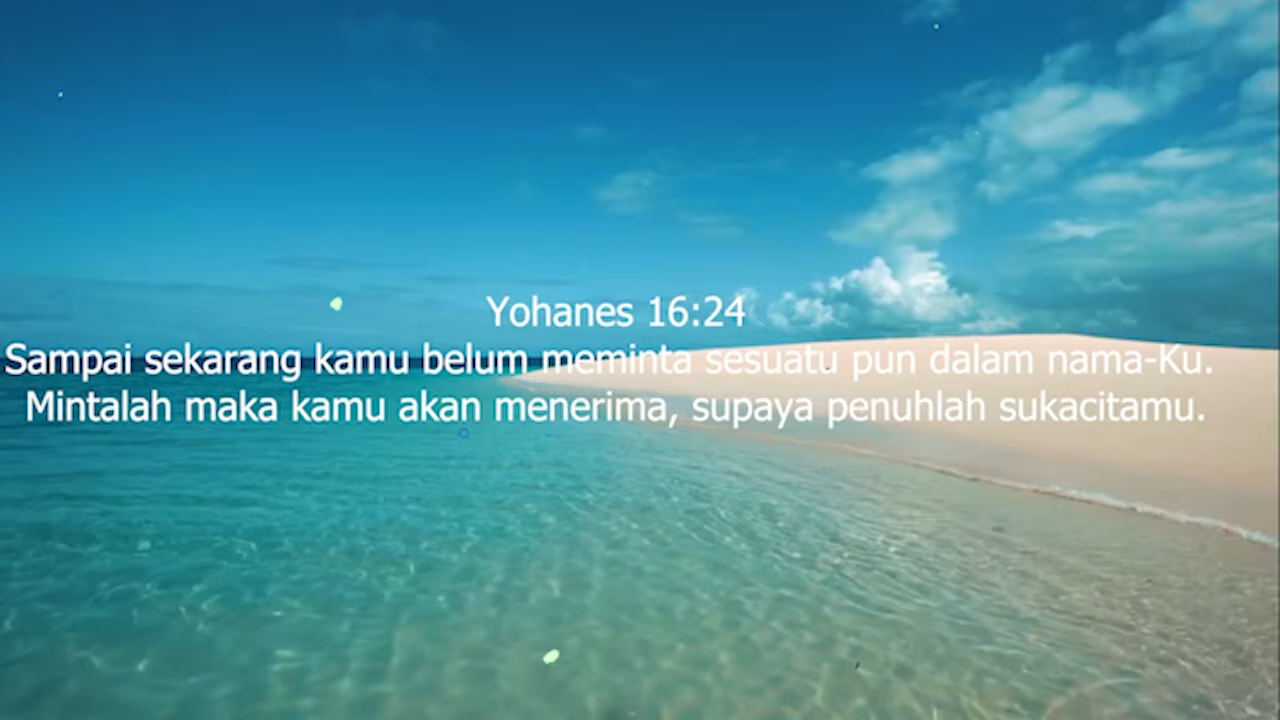 Yohanes 16:24
Sampai sekarang kamu belum meminta sesuatu pun dalam nama-Ku.
Mintalah maka kamu akan menerima, supaya penuhlah sukacitamu.